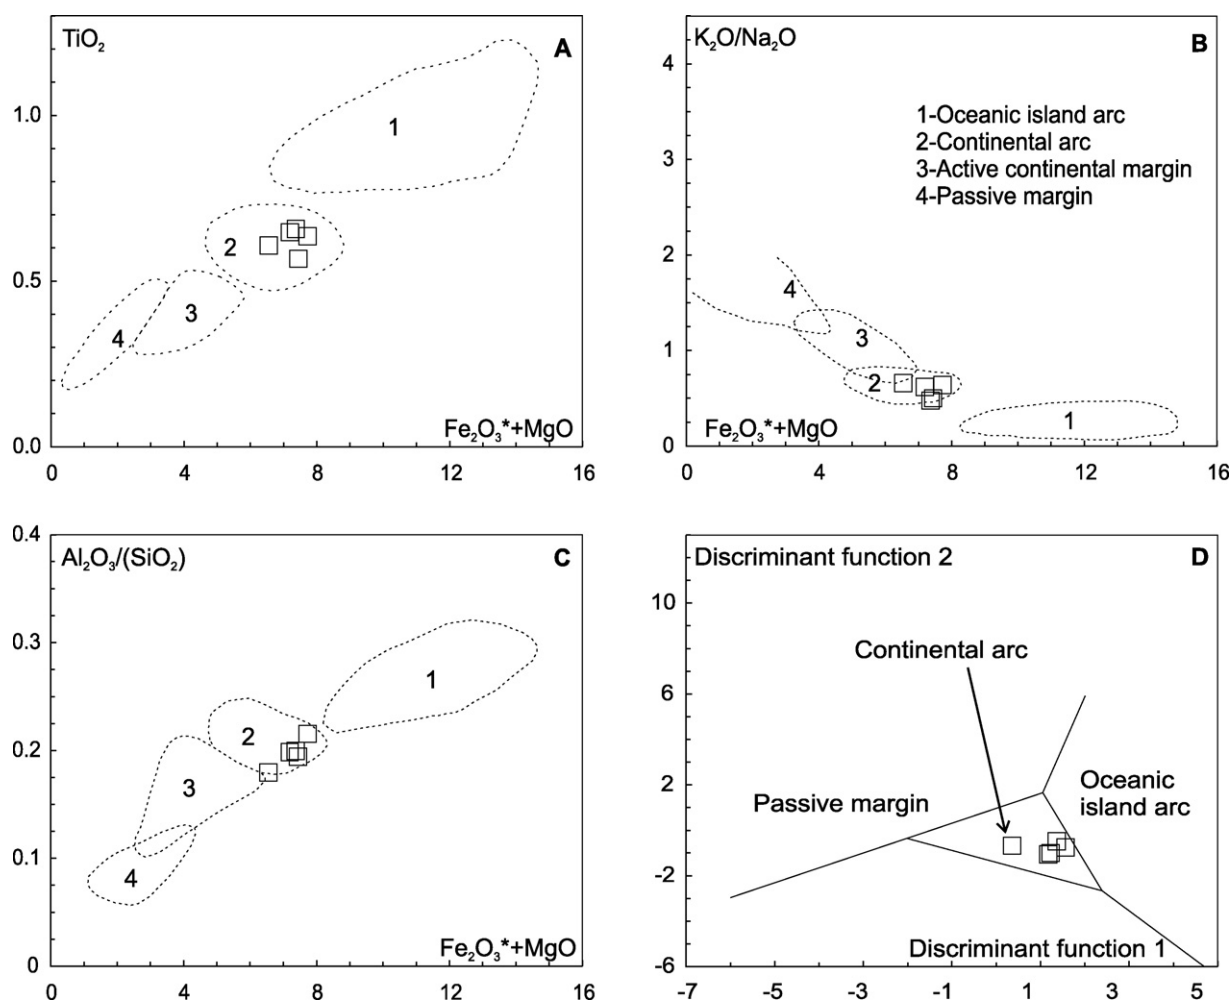 TiO₂
A
1.0
0.5
0.0
1
2
3
4
Fe₂O₃*+MgO
0 4 8 12 16
K₂O/Na₂O
B
4
3
2
1
0
1-Oceanic island arc
2-Continental arc
3-Active continental margin
4-Passive margin
4
3
2
1
Fe₂O₃*+MgO
0 4 8 12 16
Al₂O₃/(SiO₂)
C
0.4
0.3
0.2
0.1
0
1
2
3
4
Fe₂O₃*+MgO
0 4 8 12 16
Discriminant function 2
D
10
6
2
-2
-6
Continental arc
Passive margin
Oceanic
island arc
Discriminant function 1
-7 -5 -3 -1 1 3 5